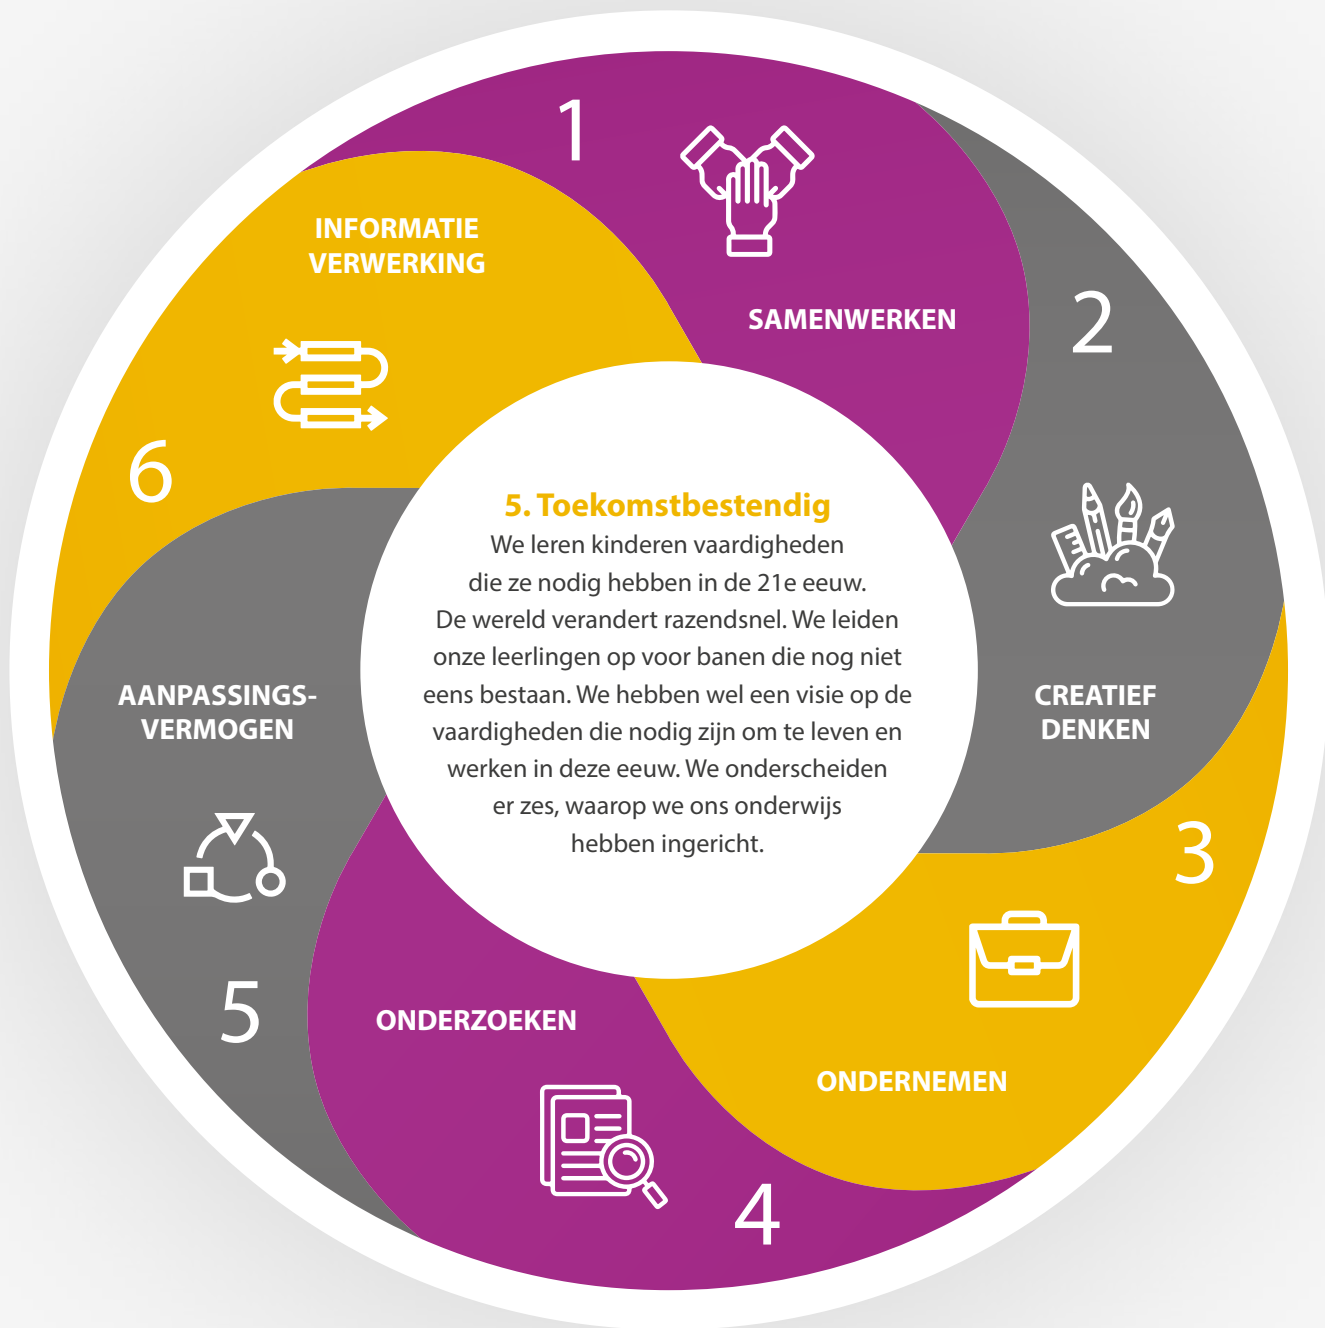 1
SAMENWERKEN
2
CREATIEF
DENKEN
3
ONDERNEMEN
4
ONDERZOEKEN
5
AANPASSINGS-
VERMOGEN
6
INFORMATIE
VERWERKING
5. Toekomstbestendig
We leren kinderen vaardigheden
die ze nodig hebben in de 21e eeuw.
De wereld verandert razendsnel. We leiden
onze leerlingen op voor banen die nog niet
eens bestaan. We hebben wel een visie op de
vaardigheden die nodig zijn om te leven en
werken in deze eeuw. We onderscheiden
er zes, waarop we ons onderwijs
hebben ingericht.